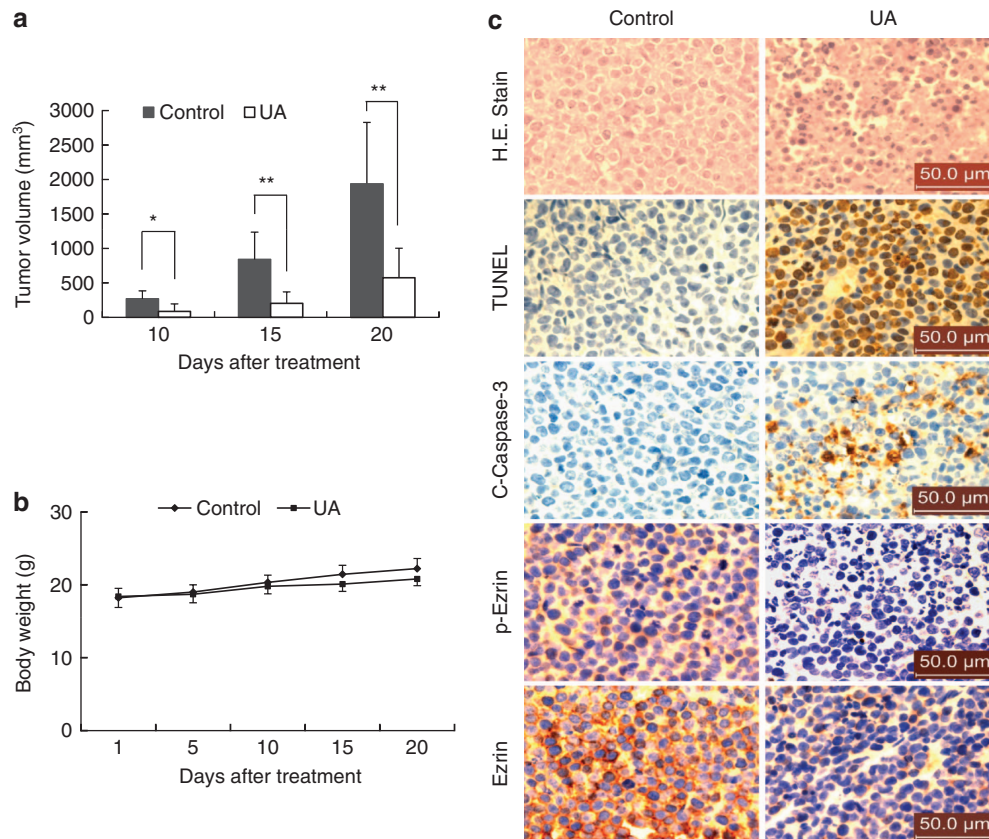 a
Tumor volume (mm³)
3000
2500
2000
1500
1000
500
0
Control
UA
*
**
**
10
15
20
Days after treatment
b
Body weight (g)
30
20
10
0
Control
UA
1
5
10
15
20
Days after treatment
c
Control
UA
H.E. Stain
50.0 µm
TUNEL
50.0 µm
C-Caspase-3
50.0 µm
p-Ezrin
50.0 µm
Ezrin
50.0 µm